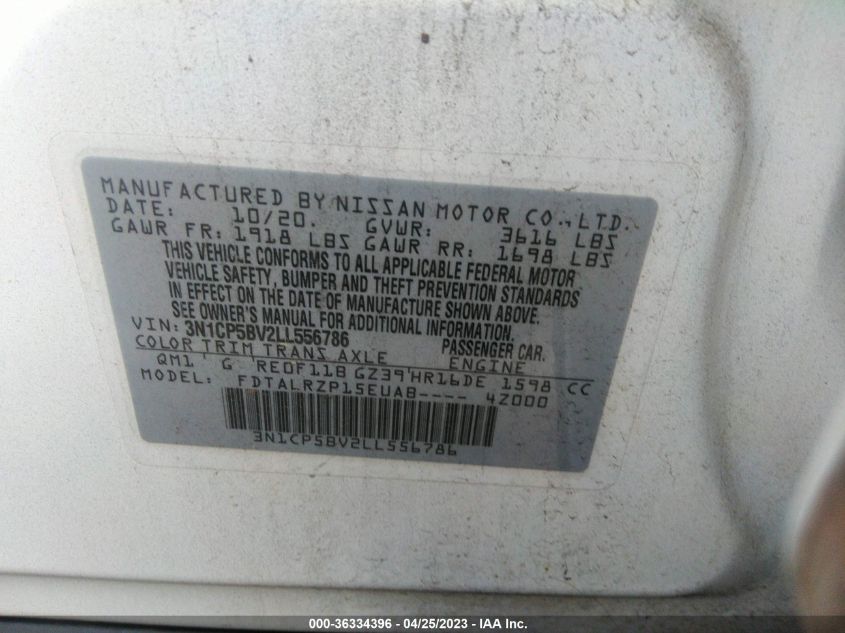 MANUFACTURED BY NISSAN MOTOR CO., LTD.
DATE: 10/20. GVWR: 3616 LBS
GAWR FR: 1918 LBS GAWR RR: 1698 LBS
THIS VEHICLE CONFORMS TO ALL APPLICABLE FEDERAL MOTOR
VEHICLE SAFETY, BUMPER AND THEFT PREVENTION STANDARDS
IN EFFECT ON THE DATE OF MANUFACTURE SHOWN ABOVE.
SEE OWNER'S MANUAL FOR ADDITIONAL INFORMATION.
VIN: 3N1CP5BV2LL556786 PASSENGER CAR.
COLOR TRIM TRANS AXLE ENGINE
QM1 ' G ' RE0F11B GZ39'HR16DE 1598 CC
MODEL: FDTALRZP15EUAB---- 4Z000
3N1CP5BV2LL556786
000-36334396 - 04/25/2023 - IAA Inc.